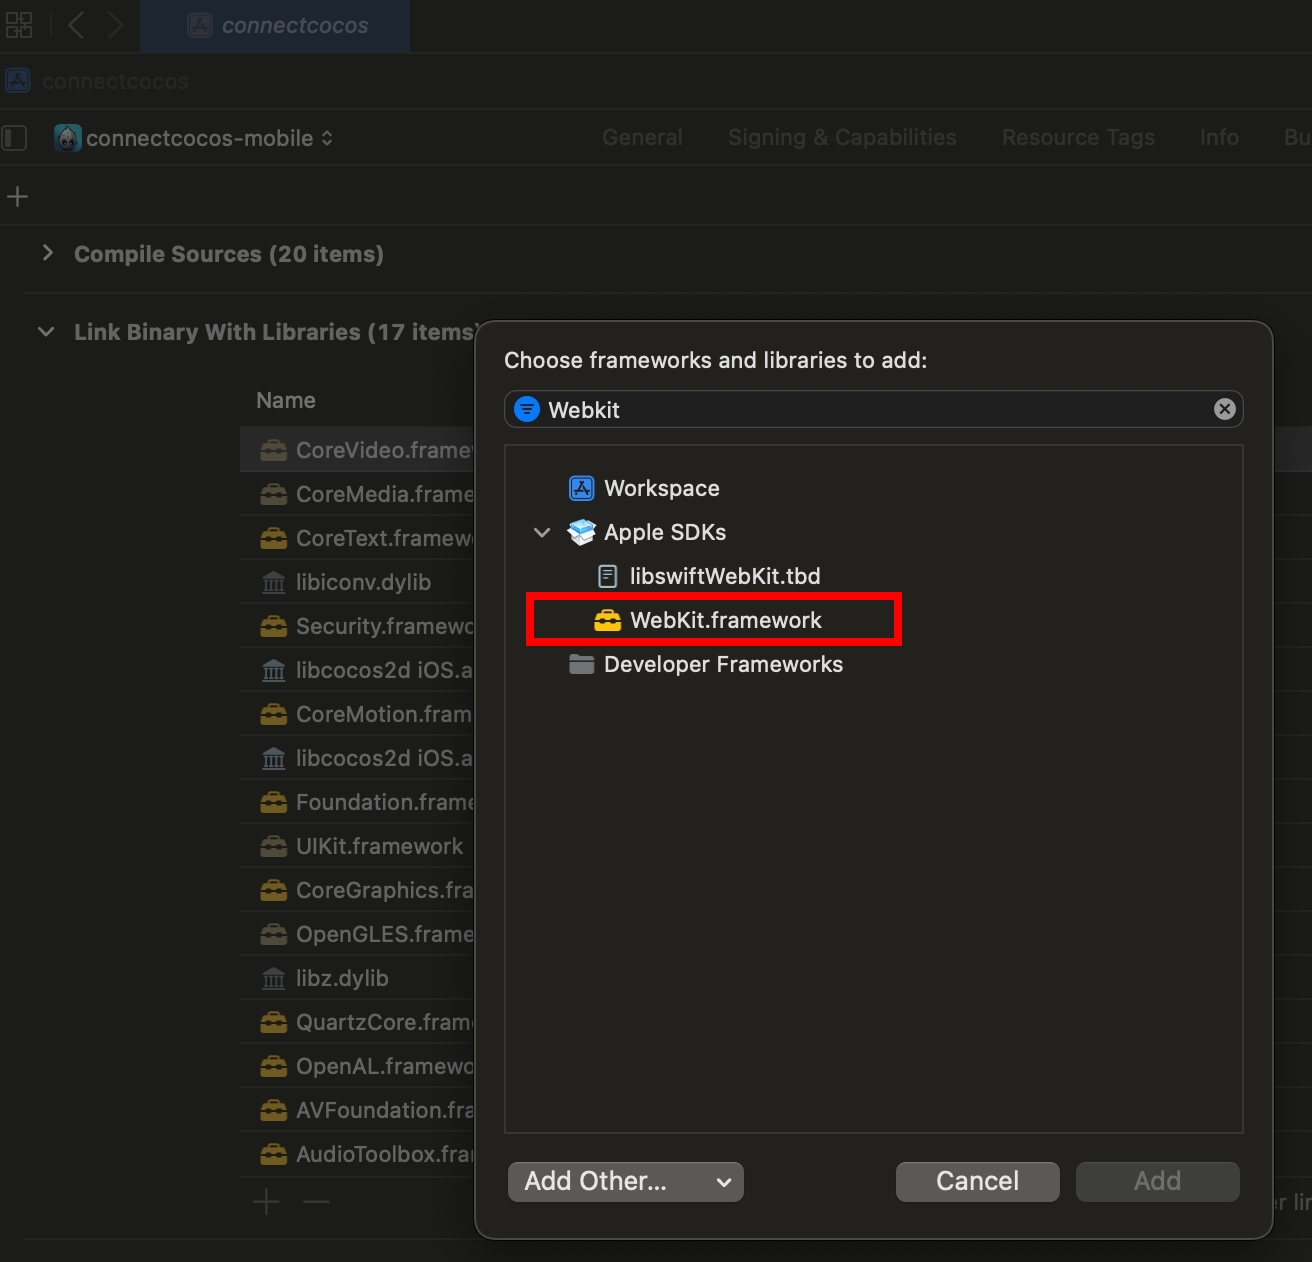 connectcocos
connectcocos
connectcocos-mobile
General
Signing & Capabilities
Resource Tags
Info
Bu
Compile Sources (20 items)
Link Binary With Libraries (17 items)
Name
CoreVideo.framew
CoreMedia.frame
CoreText.framewo
libiconv.dylib
Security.framewo
libcocos2d iOS.a
CoreMotion.fram
libcocos2d iOS.a
Foundation.frame
UIKit.framework
CoreGraphics.fra
OpenGLES.frame
libz.dylib
QuartzCore.frame
OpenAL.framewo
AVFoundation.fra
AudioToolbox.fra
Choose frameworks and libraries to add:
Webkit
Workspace
Apple SDKs
libswiftWebKit.tbd
WebKit.framework
Developer Frameworks
Add Other...
Cancel
Add
er lin